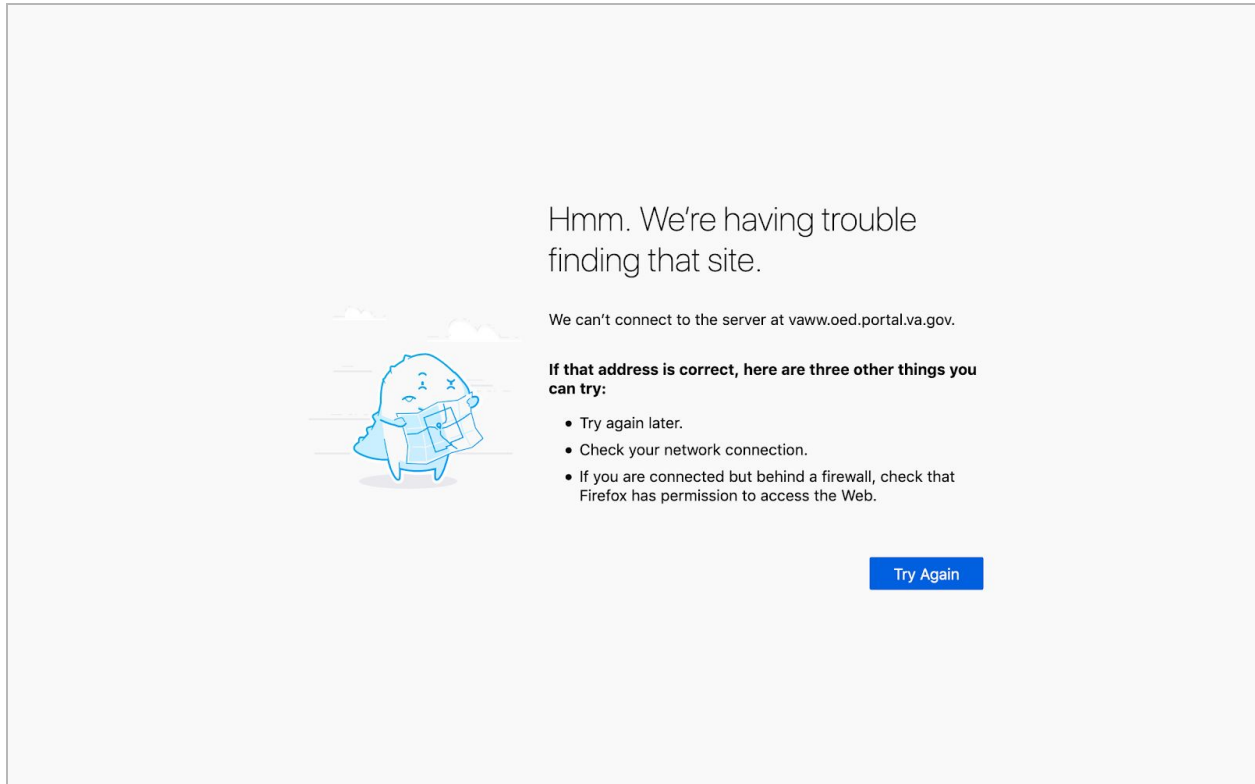 Hmm. We’re having trouble
finding that site.
We can’t connect to the server at vaww.oed.portal.va.gov.
If that address is correct, here are three other things you
can try:
• Try again later.
• Check your network connection.
• If you are connected but behind a firewall, check that
Firefox has permission to access the Web.
Try Again